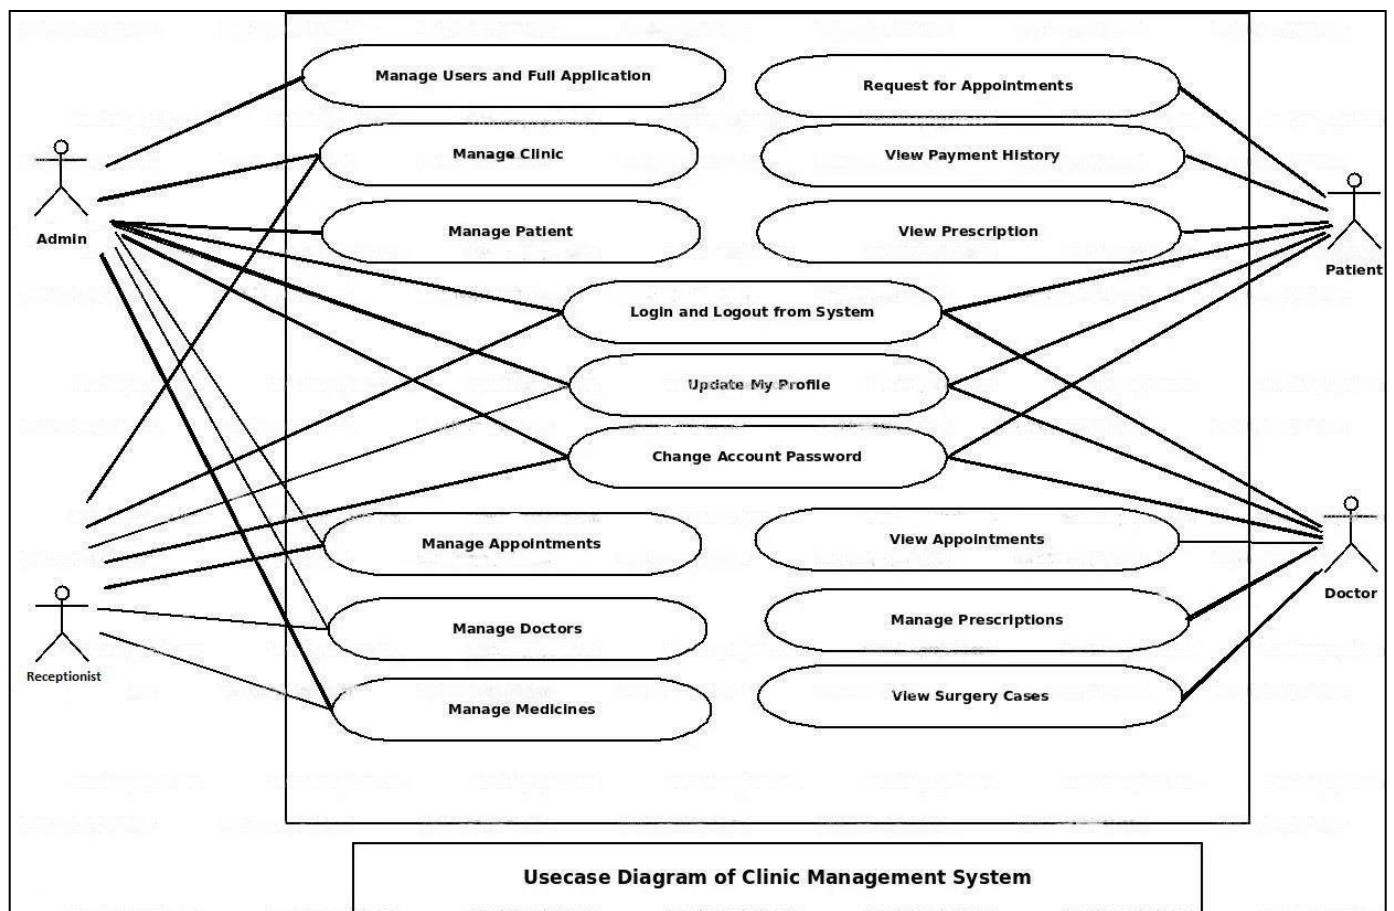 Manage Users and Full Application
Request for Appointments
Manage Clinic
View Payment History
Admin
Manage Patient
View Prescription
Patient
Login and Logout from System
Update My Profile
Change Account Password
Manage Appointments
View Appointments
Doctor
Receptionist
Manage Doctors
Manage Prescriptions
Manage Medicines
View Surgery Cases
Usecase Diagram of Clinic Management System